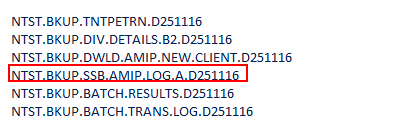 NTST.BKUP.TNTPETRN.D251116
NTST.BKUP.DIV.DETAILS.B2.D251116
NTST.BKUP.DWLD.AMIP.NEW.CLIENT.D251116
NTST.BKUP.SSB.AMIP.LOG.A.D251116
NTST.BKUP.BATCH.RESULTS.D251116
NTST.BKUP.BATCH.TRANS.LOG.D251116